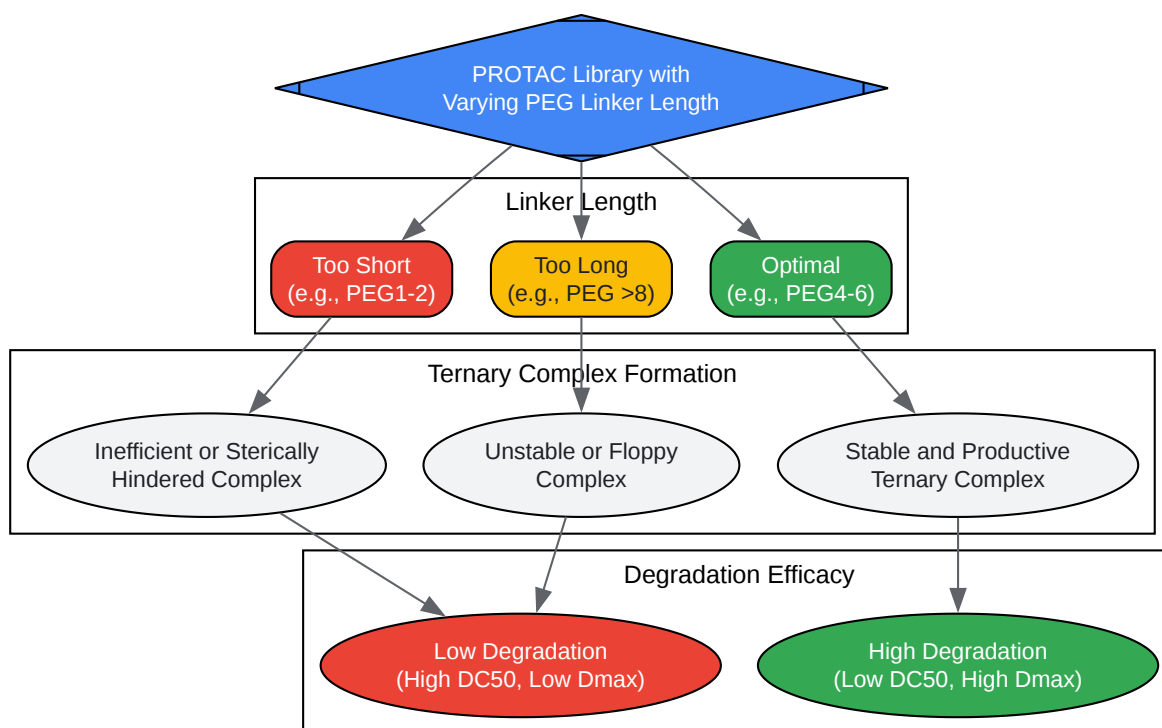 PROTAC Library with
Varying PEG Linker Length
Linker Length
Too Short
(e.g., PEG1-2)
Too Long
(e.g., PEG >8)
Optimal
(e.g., PEG4-6)
Ternary Complex Formation
Inefficient or Sterically
Hindered Complex
Unstable or Floppy
Complex
Stable and Productive
Ternary Complex
Degradation Efficacy
Low Degradation
(High DC50, Low Dmax)
High Degradation
(Low DC50, High Dmax)